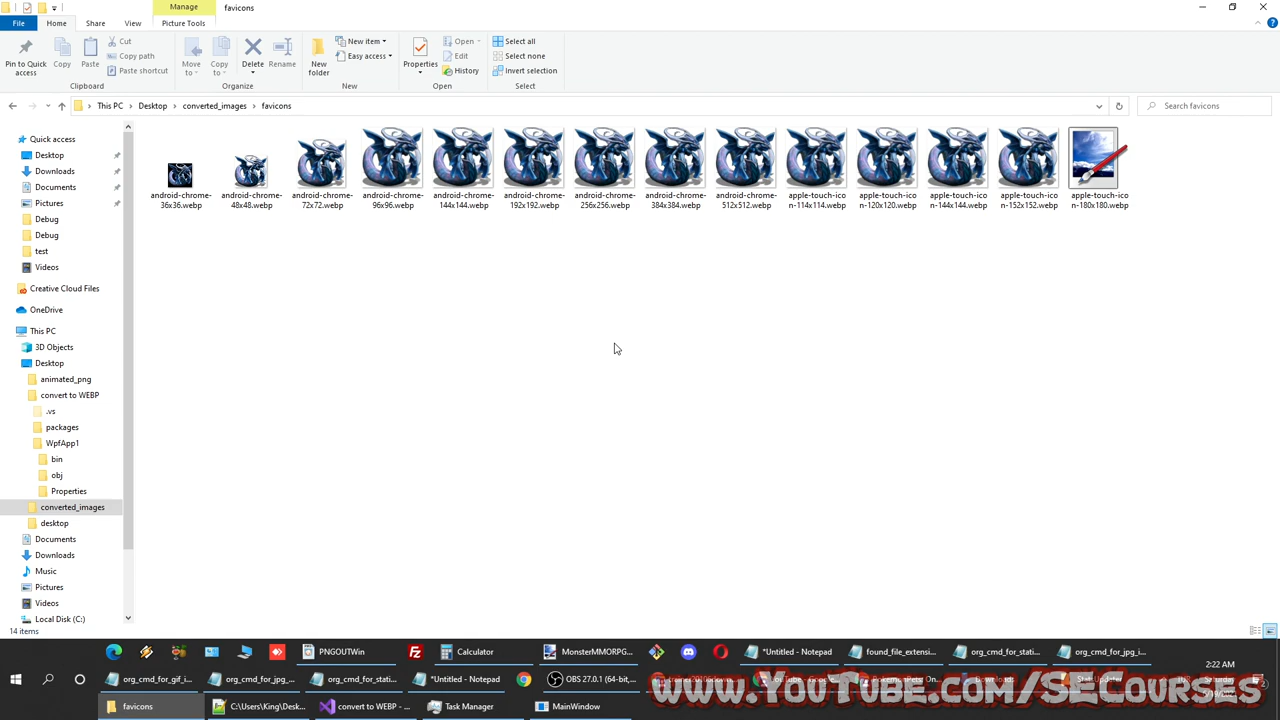 Manage
favicons
File
Home
Share
View
Picture Tools
Pin to Quick access
Copy
Paste
Cut
Copy path
Paste shortcut
Clipboard
Move to
Copy to
Delete
Rename
Organize
New folder
New item
Easy access
New
Properties
Open
Edit
History
Open
Select all
Select none
Invert selection
Select
This PC
Desktop
converted_images
favicons
Search favicons
Quick access
Desktop
Downloads
Documents
Pictures
Debug
Debug
test
Videos
Creative Cloud Files
OneDrive
This PC
3D Objects
Desktop
animated_png
convert to WEBP
.vs
packages
WpfApp1
bin
obj
Properties
converted_images
desktop
Documents
Downloads
Music
Pictures
Videos
Local Disk (C:)
android-chrome-36x36.webp
android-chrome-48x48.webp
android-chrome-72x72.webp
android-chrome-96x96.webp
android-chrome-144x144.webp
android-chrome-192x192.webp
android-chrome-256x256.webp
android-chrome-384x384.webp
android-chrome-512x512.webp
apple-touch-icon-114x114.webp
apple-touch-icon-120x120.webp
apple-touch-icon-144x144.webp
apple-touch-icon-152x152.webp
apple-touch-icon-180x180.webp
14 items
PNGOUTWin
Calculator
MonsterMMORPG...
*Untitled - Notepad
found_file_extensi...
org_cmd_for_stati...
org_cmd_for_jpg_i...
org_cmd_for_gif_i...
org_cmd_for_jpg_...
org_cmd_for_stati...
*Untitled - Notepad
OBS 27.0.1 (64-bit,...
2:22 AM
Saturday
www.YouTube.com/SECourses
favicons
C:\Users\King\Desk...
convert to WEBP - ...
Task Manager
MainWindow